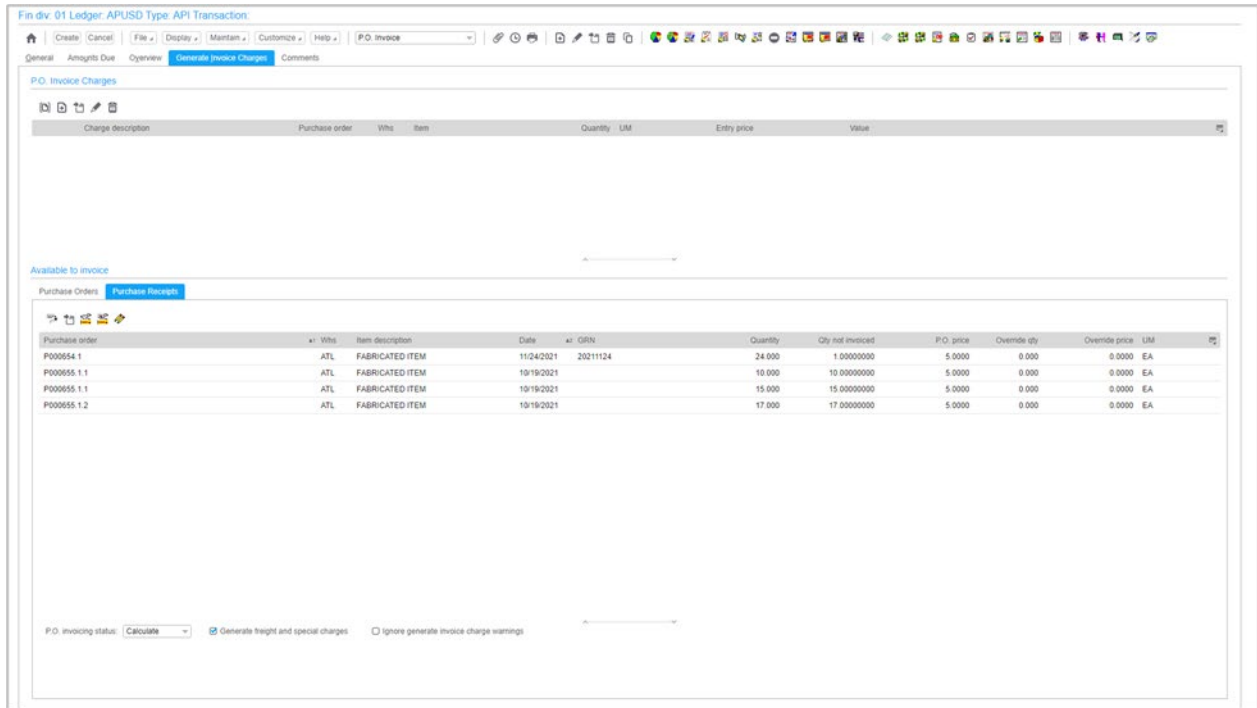 Fin div: 01 Ledger: APUSD Type: API Transaction:
Create Cancel File Display Maintain Customize Help P.O. Invoice
General Amounts Due Overview Generate Invoice Charges Comments
P.O. Invoice Charges
Charge description Purchase order Whs Item Quantity UM Entry price Value
Available to invoice
Purchase Orders Purchase Receipts
Purchase order Whs Item description Date GRN Quantity Qty not invoiced P.O. price Override qty Override price UM
P000654.1 ATL FABRICATED ITEM 11/24/2021 20211124 24.000 1.00000000 5.0000 0.000 0.0000 EA
P000655.1.1 ATL FABRICATED ITEM 10/19/2021 10.000 10.00000000 5.0000 0.000 0.0000 EA
P000655.1.1 ATL FABRICATED ITEM 10/19/2021 15.000 15.00000000 5.0000 0.000 0.0000 EA
P000655.1.2 ATL FABRICATED ITEM 10/19/2021 17.000 17.00000000 5.0000 0.000 0.0000 EA
P.O. invoicing status: Calculate Generate freight and special charges Ignore generate invoice charge warnings